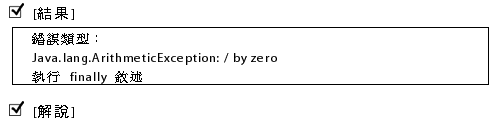 [結果]
錯誤類型：
Java.lang.ArithmeticException: / by zero
執行 finally 敘述
[解說]